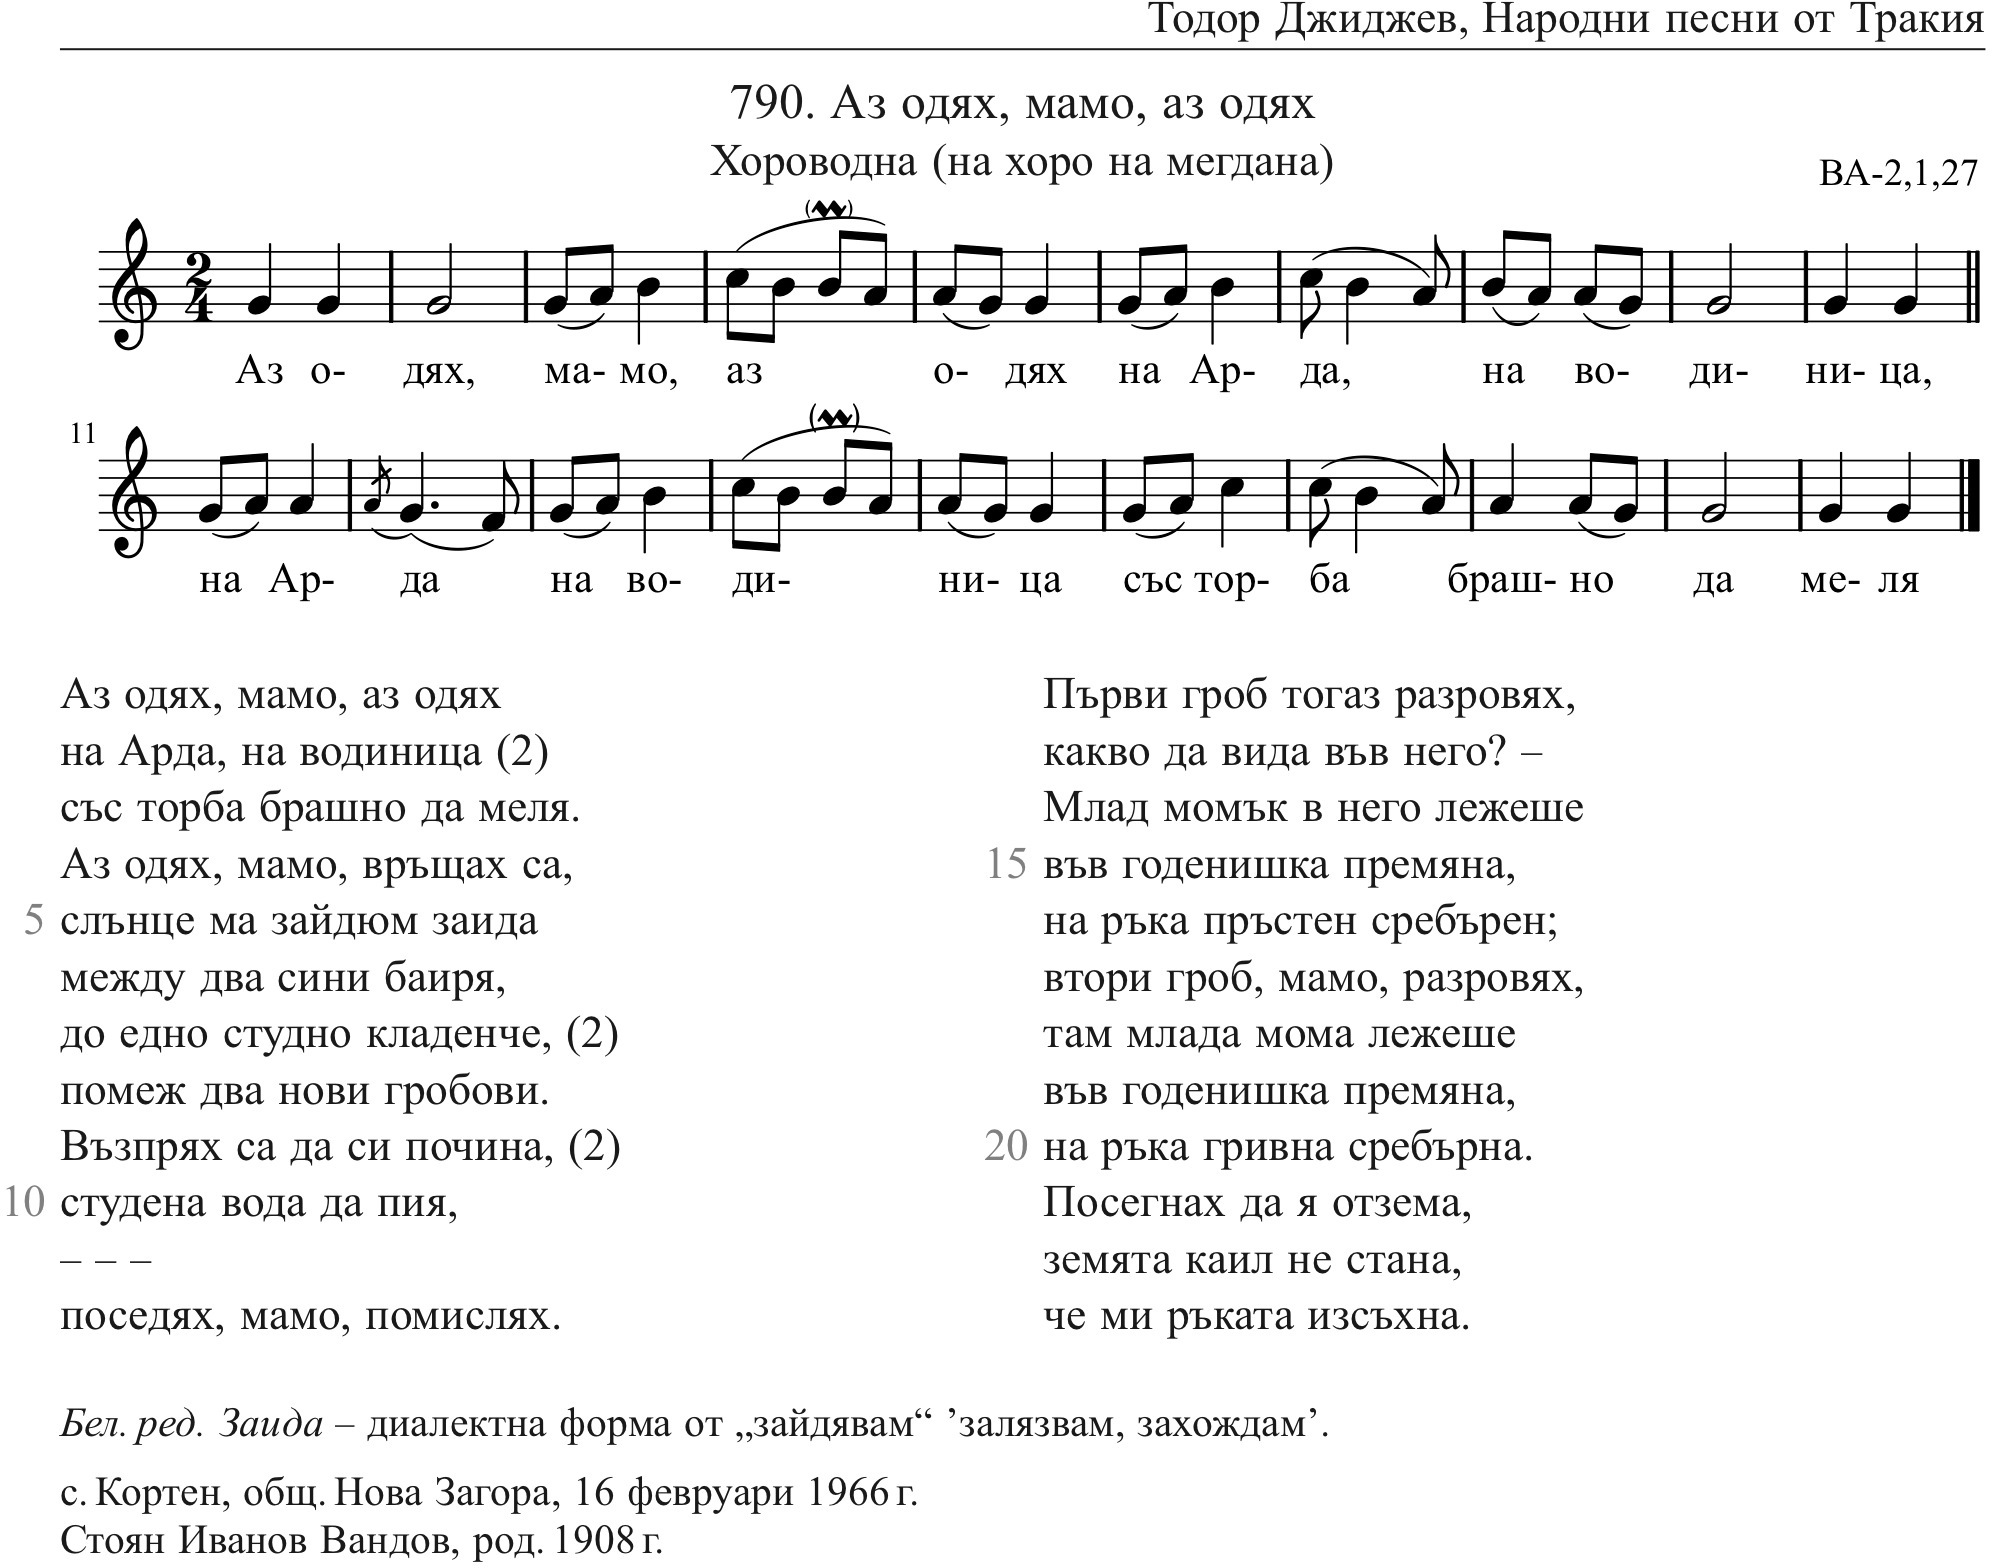 Тодор Джиджев, Народни песни от Тракия
790. Аз одях, мамо, аз одях
Хороводна (на хоро на мегдана)
ВА-2,1,27
2
4
Аз о- дях, ма- мо, аз о- дях на Ар- да, на во- ди- ни- ца,
11
на Ар- да на во- ди- ни- ца със тор- ба браш- но да ме- ля
Аз одях, мамо, аз одях
на Арда, на водиница (2)
със торба брашно да меля.
Аз одях, мамо, връщах са,
5 слънце ма зайдюм заида
между два сини баиря,
до едно студно кладенче, (2)
помеж два нови гробови.
Възпрях са да си почина, (2)
10 студена вода да пия,
– – –
поседях, мамо, помислях.
Първи гроб тогаз разровях,
какво да вида във него? –
Млад момък в него лежеше
15 във годенишка премяна,
на ръка пръстен сребърен;
втори гроб, мамо, разровях,
там млада мома лежеше
във годенишка премяна,
20 на ръка гривна сребърна.
Посегнах да я отзема,
земята каил не стана,
че ми ръката изсъхна.
Бел. ред. Заида – диалектна форма от „зайдявам“ ’залязвам, захождам’.
с. Кортен, общ. Нова Загора, 16 февруари 1966 г.
Стоян Иванов Вандов, род. 1908 г.